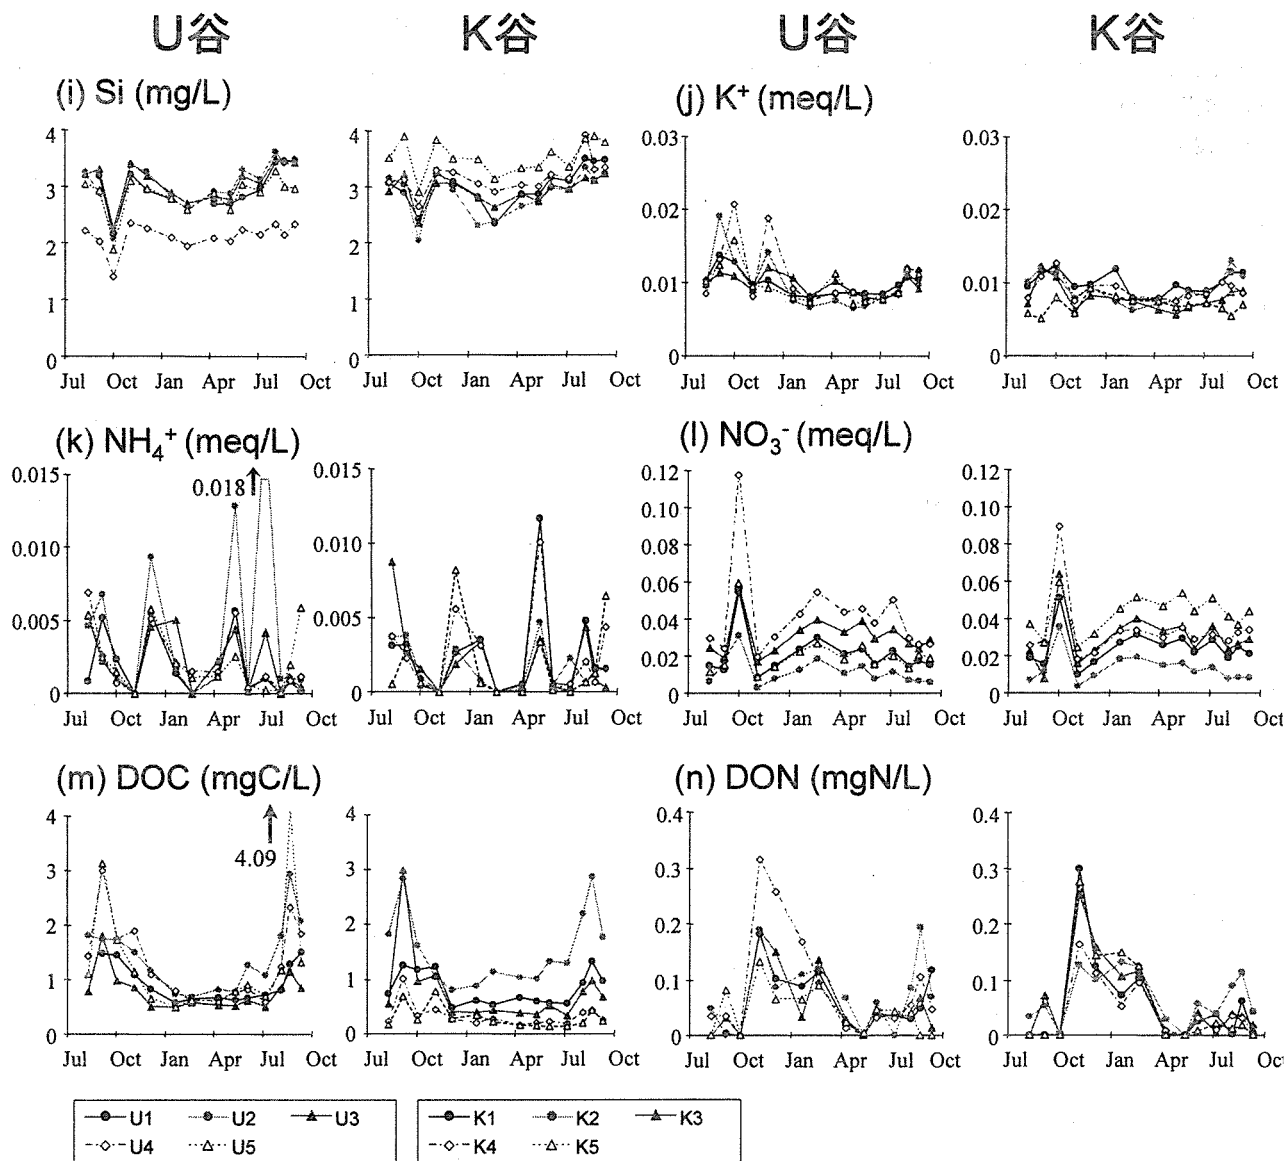 U谷 K谷 U谷 K谷
(i) Si (mg/L)
(j) K⁺ (meq/L)
4 4 0.03 0.03
3 3 0.02 0.02
2 2
1 1 0.01 0.01
0 0 0 0
Jul Oct Jan Apr Jul Oct Jul Oct Jan Apr Jul Oct Jul Oct Jan Apr Jul Oct Jul Oct Jan Apr Jul Oct
(k) NH₄⁺ (meq/L)
(l) NO₃⁻ (meq/L)
0.015 0.015 0.12 0.12
0.018
0.10 0.10
0.010 0.010 0.08 0.08
0.06 0.06
0.005 0.005 0.04 0.04
0.02 0.02
0 0 0.00 0.00
Jul Oct Jan Apr Jul Oct Jul Oct Jan Apr Jul Oct Jul Oct Jan Apr Jul Oct Jul Oct Jan Apr Jul Oct
(m) DOC (mgC/L)
(n) DON (mgN/L)
4 4 0.4 0.4
4.09
3 3 0.3 0.3
2 2 0.2 0.2
1 1 0.1 0.1
0 0 0 0
Jul Oct Jan Apr Jul Oct Jul Oct Jan Apr Jul Oct Jul Oct Jan Apr Jul Oct Jul Oct Jan Apr Jul Oct
U1 U2 U3
U4 U5
K1 K2 K3
K4 K5